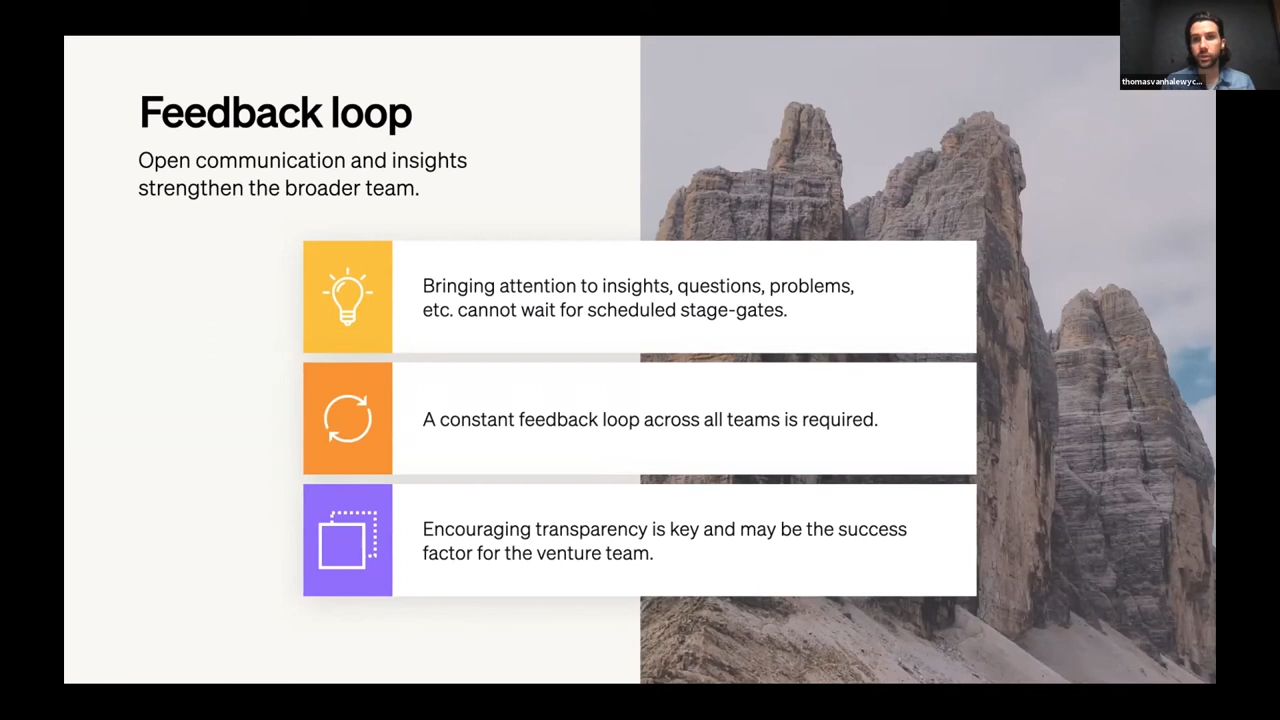 Feedback loop
Open communication and insights
strengthen the broader team.
Bringing attention to insights, questions, problems,
etc. cannot wait for scheduled stage-gates.
A constant feedback loop across all teams is required.
Encouraging transparency is key and may be the success
factor for the venture team.
thomasvanhalewyc...